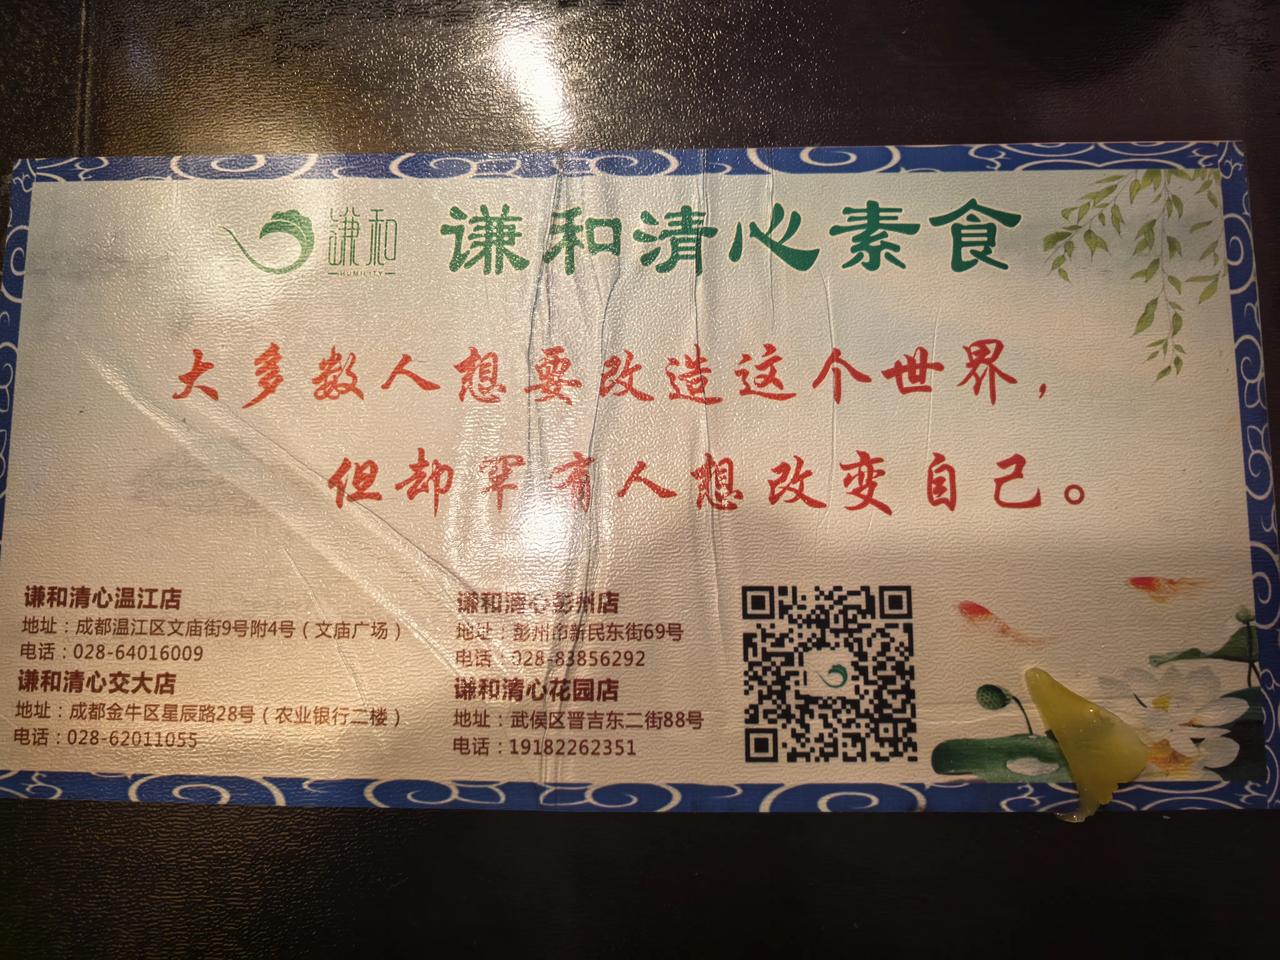 谦和 谦和清心素食
HUMILITY
大多数人想要改造这个世界，
但却罕有人想改变自己。
谦和清心温江店
地址：成都温江区文庙街9号附4号（文庙广场）
电话：028-64016009
谦和清心交大店
地址：成都金牛区星辰路28号（农业银行二楼）
电话：028-62011055
谦和清心彭州店
地址：彭州市新民东街69号
电话：028-83856292
谦和清心花园店
地址：武侯区晋吉东二街88号
电话：19182262351